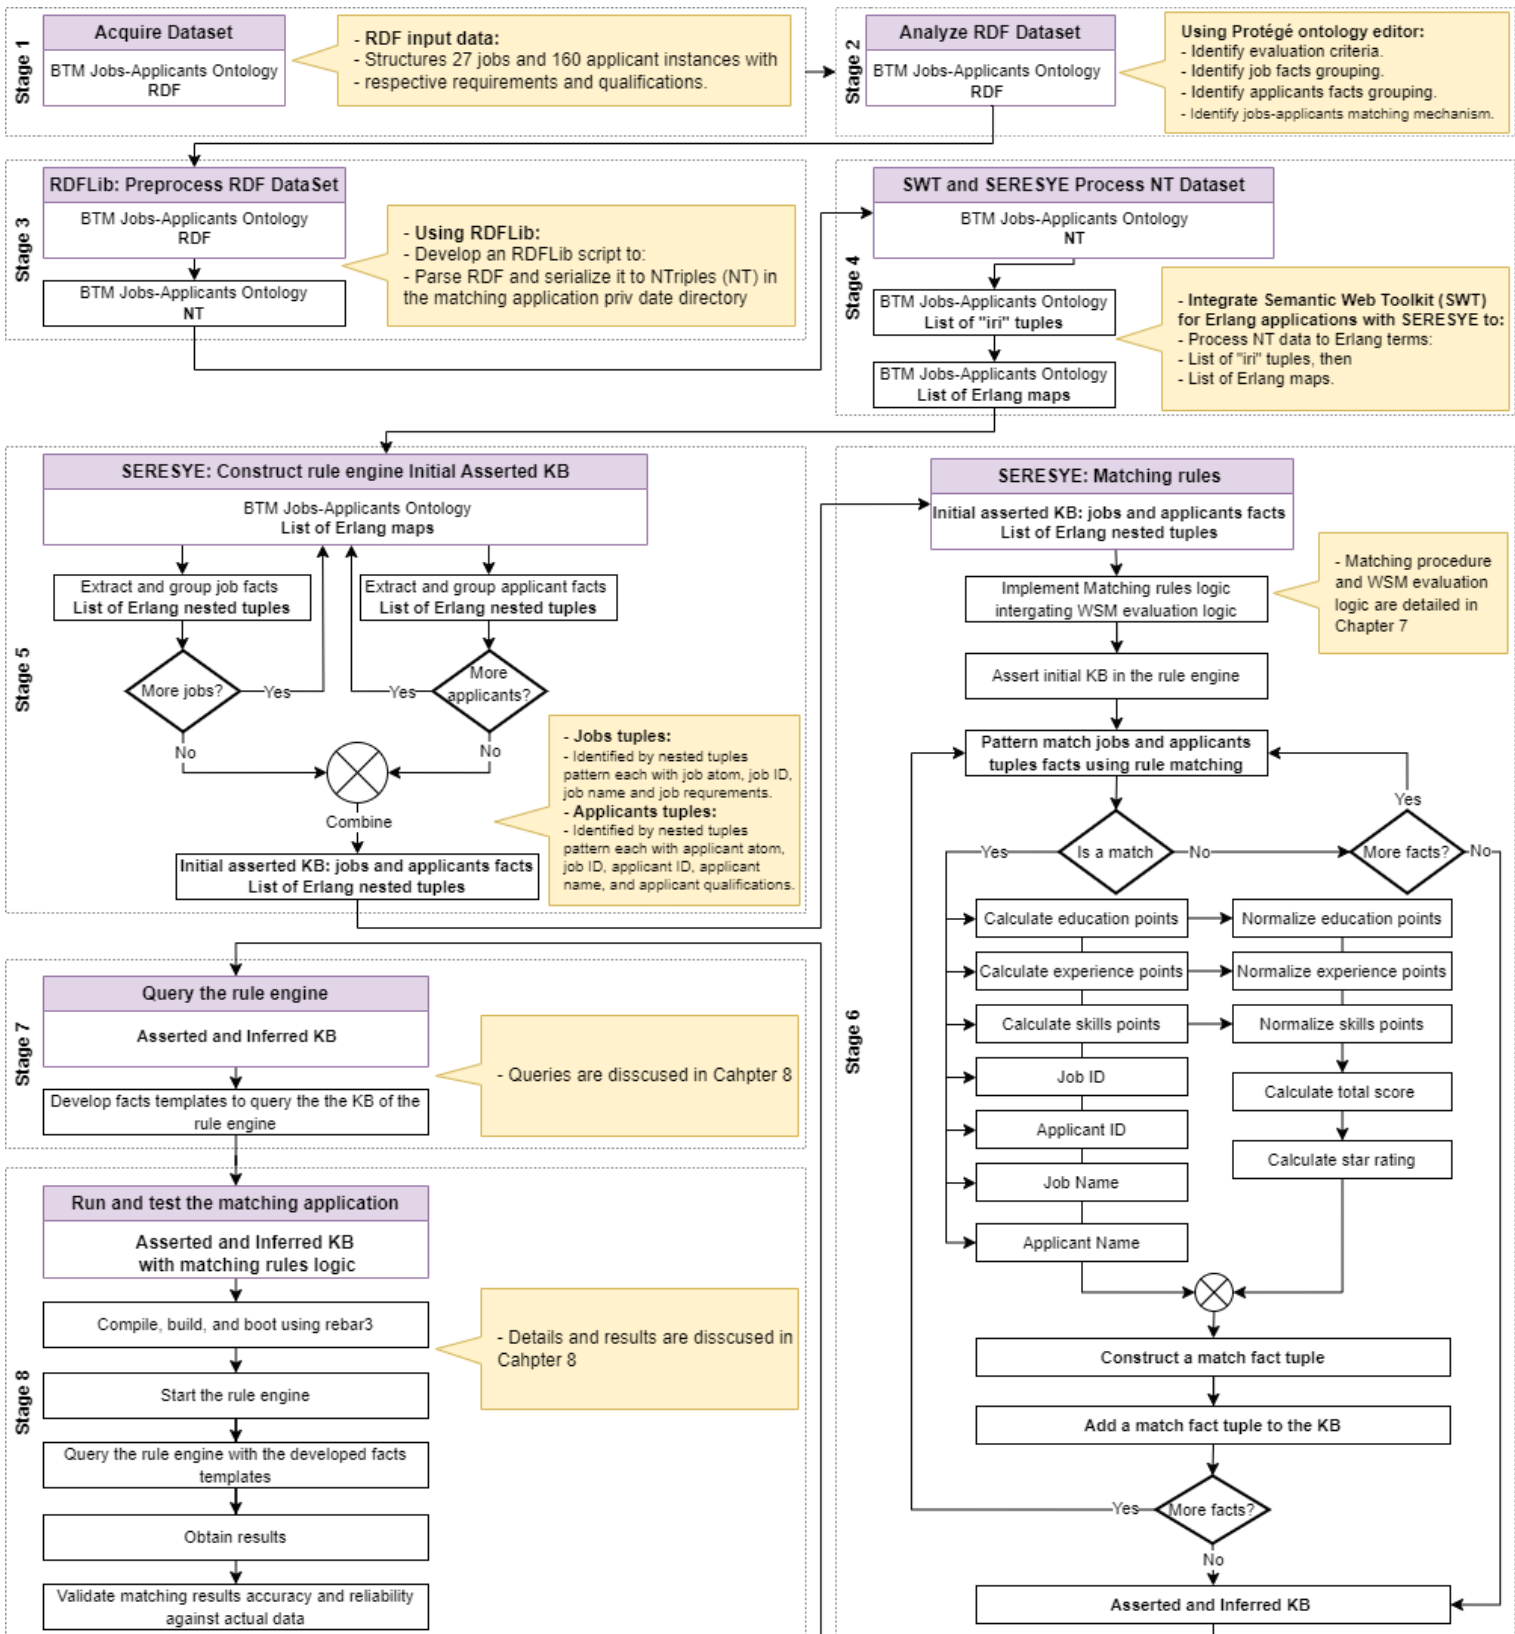 Stage 1
Acquire Dataset
BTM Jobs-Applicants Ontology
RDF
- RDF input data:
- Structures 27 jobs and 160 applicant instances with
- respective requirements and qualifications.
Stage 2
Analyze RDF Dataset
BTM Jobs-Applicants Ontology
RDF
Using Protégé ontology editor:
- Identify evaluation criteria.
- Identify job facts grouping.
- Identify applicants facts grouping.
- Identify jobs-applicants matching mechanism.
Stage 3
RDFLib: Preprocess RDF DataSet
BTM Jobs-Applicants Ontology
RDF
BTM Jobs-Applicants Ontology
NT
- Using RDFLib:
- Develop an RDFLib script to:
- Parse RDF and serialize it to NTriples (NT) in
the matching application priv date directory
Stage 4
SWT and SERESYE Process NT Dataset
BTM Jobs-Applicants Ontology
NT
BTM Jobs-Applicants Ontology
List of "iri" tuples
BTM Jobs-Applicants Ontology
List of Erlang maps
- Integrate Semantic Web Toolkit (SWT)
for Erlang applications with SERESYE to:
- Process NT data to Erlang terms:
- List of "iri" tuples, then
- List of Erlang maps.
Stage 5
SERESYE: Construct rule engine Initial Asserted KB
BTM Jobs-Applicants Ontology
List of Erlang maps
Extract and group job facts
List of Erlang nested tuples
Extract and group applicant facts
List of Erlang nested tuples
More jobs?
Yes
Yes
More
applicants?
No
No
Combine
Initial asserted KB: jobs and applicants facts
List of Erlang nested tuples
- Jobs tuples:
- Identified by nested tuples
pattern each with job atom, job ID,
job name and job requrements.
- Applicants tuples:
- Identified by nested tuples
pattern each with applicant atom,
job ID, applicant ID, applicant
name, and applicant qualifications.
Stage 6
SERESYE: Matching rules
Initial asserted KB: jobs and applicants facts
List of Erlang nested tuples
- Matching procedure
and WSM evaluation
logic are detailed in
Chapter 7
Implement Matching rules logic
intergating WSM evaluation logic
Assert initial KB in the rule engine
Pattern match jobs and applicants
tuples facts using rule matching
Yes
Yes
Is a match
No
More facts?
No
Calculate education points
Normalize education points
Calculate experience points
Normalize experience points
Calculate skills points
Normalize skills points
Job ID
Calculate total score
Applicant ID
Calculate star rating
Job Name
Applicant Name
Construct a match fact tuple
Add a match fact tuple to the KB
Yes
More facts?
No
Asserted and Inferred KB
Stage 7
Query the rule engine
Asserted and Inferred KB
Develop facts templates to query the the KB of the
rule engine
- Queries are disscused in Cahpter 8
Stage 8
Run and test the matching application
Asserted and Inferred KB
with matching rules logic
Compile, build, and boot using rebar3
Start the rule engine
Query the rule engine with the developed facts
templates
Obtain results
Validate matching results accuracy and reliability
against actual data
- Details and results are disscused in
Cahpter 8